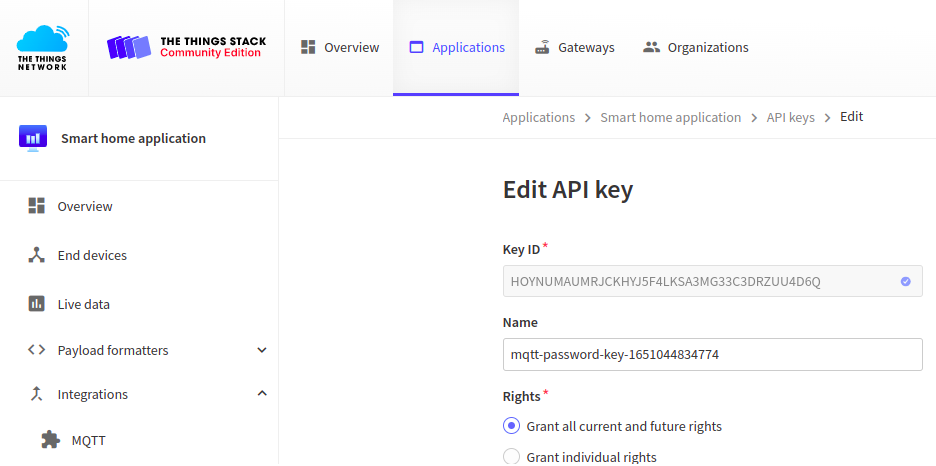 THE THINGS
NETWORK
THE THINGS STACK
Community Edition
Overview
Applications
Gateways
Organizations
Smart home application
Overview
End devices
Live data
Payload formatters
Integrations
MQTT
Applications > Smart home application > API keys > Edit
Edit API key
Key ID *
HOYNUMAUMRJCKHYJ5F4LKSA3MG33C3DRZUU4D6Q
Name
mqtt-password-key-1651044834774
Rights *
Grant all current and future rights
Grant individual rights